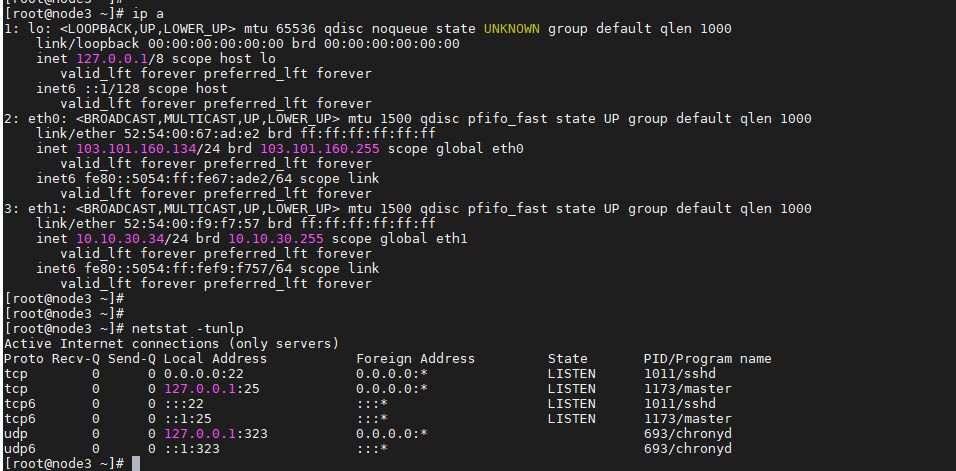 [root@node3 ~]#
[root@node3 ~]# ip a
1: lo: <LOOPBACK,UP,LOWER_UP> mtu 65536 qdisc noqueue state UNKNOWN group default qlen 1000
    link/loopback 00:00:00:00:00:00 brd 00:00:00:00:00:00
    inet 127.0.0.1/8 scope host lo
       valid_lft forever preferred_lft forever
    inet6 ::1/128 scope host
       valid_lft forever preferred_lft forever
2: eth0: <BROADCAST,MULTICAST,UP,LOWER_UP> mtu 1500 qdisc pfifo_fast state UP group default qlen 1000
    link/ether 52:54:00:67:ad:e2 brd ff:ff:ff:ff:ff:ff
    inet 103.101.160.134/24 brd 103.101.160.255 scope global eth0
       valid_lft forever preferred_lft forever
    inet6 fe80::5054:ff:fe67:ade2/64 scope link
       valid_lft forever preferred_lft forever
3: eth1: <BROADCAST,MULTICAST,UP,LOWER_UP> mtu 1500 qdisc pfifo_fast state UP group default qlen 1000
    link/ether 52:54:00:f9:f7:57 brd ff:ff:ff:ff:ff:ff
    inet 10.10.30.34/24 brd 10.10.30.255 scope global eth1
       valid_lft forever preferred_lft forever
    inet6 fe80::5054:ff:fef9:f757/64 scope link
       valid_lft forever preferred_lft forever
[root@node3 ~]#
[root@node3 ~]#
[root@node3 ~]# netstat -tunlp
Active Internet connections (only servers)
Proto Recv-Q Send-Q Local Address           Foreign Address         State       PID/Program name
tcp        0      0 0.0.0.0:22              0.0.0.0:*               LISTEN      1011/sshd
tcp        0      0 127.0.0.1:25            0.0.0.0:*               LISTEN      1173/master
tcp6       0      0 :::22                   :::*                    LISTEN      1011/sshd
tcp6       0      0 ::1:25                  :::*                    LISTEN      1173/master
udp        0      0 127.0.0.1:323           0.0.0.0:*                           693/chronyd
udp6       0      0 ::1:323                 :::*                                693/chronyd
[root@node3 ~]#